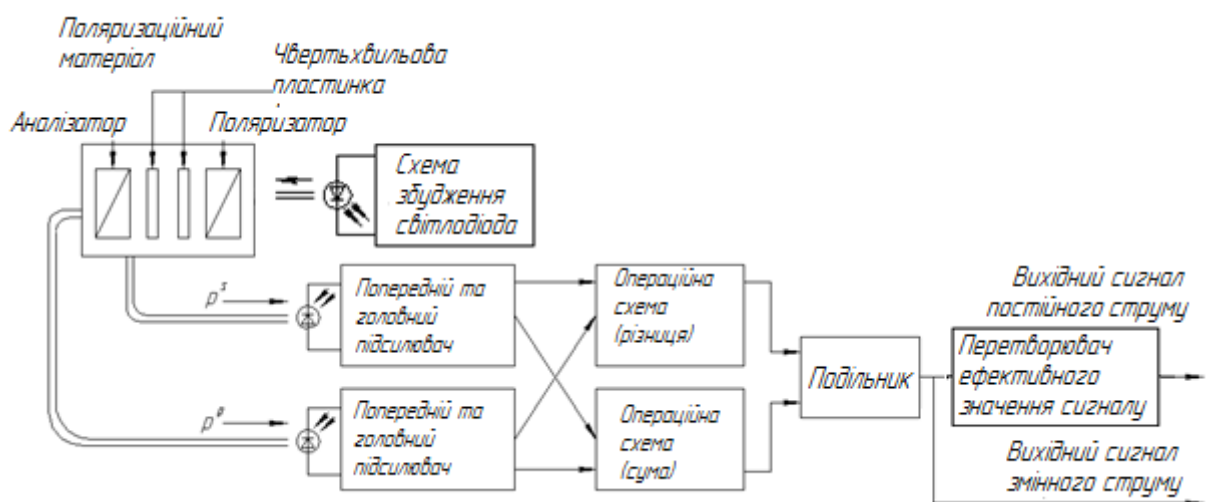 Поляризаційний
матеріал
Чвертьхвильова
пластинка
Аналізатор
Поляризатор
Схема
збудження
світлодіода
p^s
Попередній та
головний
підсилювач
Операційна
схема
(різниця)
Вихідний сигнал
постійного струму
Перетворювач
ефективного
значення сигналу
Подільник
p^p
Попередній та
головний
підсилювач
Операційна
схема
(сума)
Вихідний сигнал
змінного струму